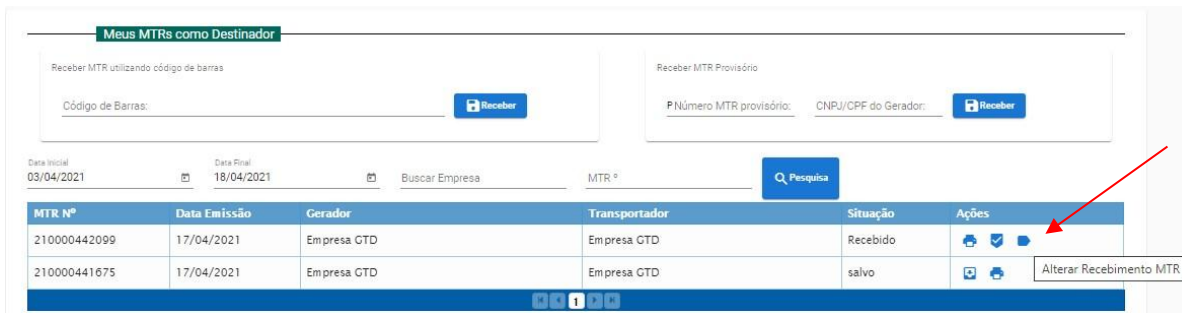 Meus MTRs como Destinador
Receber MTR utilizando código de barras
Receber MTR Provisório
Código de Barras:
Receber
P Número MTR provisório:
CNPJ/CPF do Gerador:
Receber
Data Inicial
Data Final
03/04/2021
18/04/2021
Buscar Empresa
MTR º
Pesquisa
MTR Nº Data Emissão Gerador Transportador Situação Ações
210000442099 17/04/2021 Empresa GTD Empresa GTD Recebido
210000441675 17/04/2021 Empresa GTD Empresa GTD salvo
Alterar Recebimento MTR
1